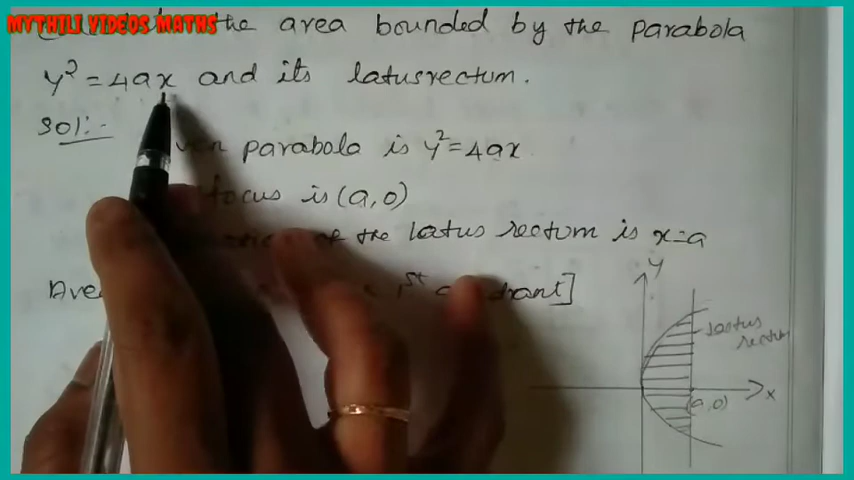 MYTHILI VIDEOS MATHS
the area bounded by the parabola
y² = 4ax and its latusrectum.
Sol:-
parabola is y² = 4ax
focus is (a, 0)
of the latus rectum is x=a
Area
1st quadrant]
y
latus
(a,0)
x